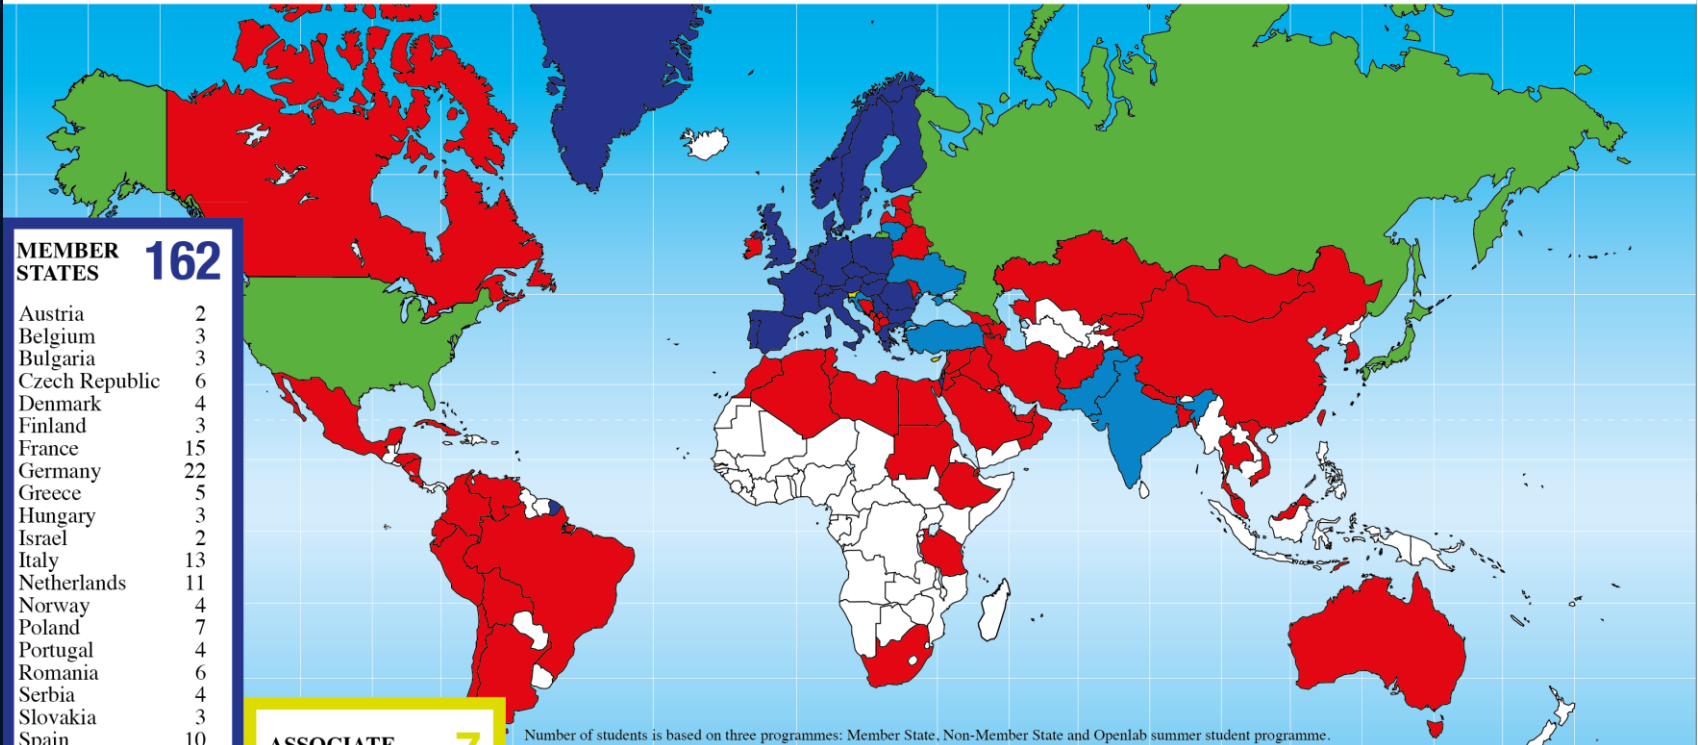 MEMBER STATES 162
Austria 2
Belgium 3
Bulgaria 3
Czech Republic 6
Denmark 4
Finland 3
France 15
Germany 22
Greece 5
Hungary 3
Israel 2
Italy 13
Netherlands 11
Norway 4
Poland 7
Portugal 4
Romania 6
Serbia 4
Slovakia 3
Spain 10
ASSOCIATE 7
Number of students is based on three programmes: Member State, Non-Member State and Openlab summer student programme.